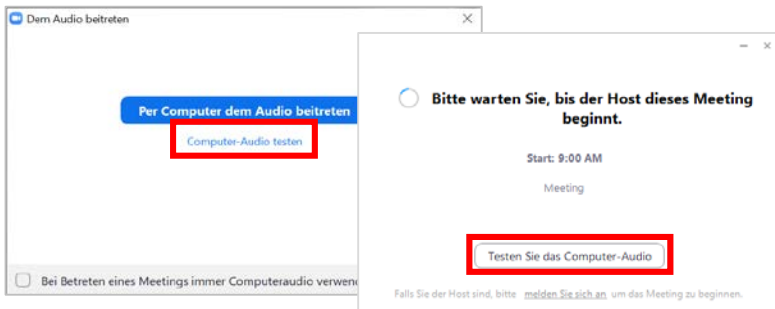 Dem Audio beitreten
Per Computer dem Audio beitreten
Computer-Audio testen
Bei Betreten eines Meetings immer Computeraudio
Bitte warten Sie, bis der Host dieses Meeting
beginnt.
Start: 9:00 AM
Meeting
Testen Sie das Computer-Audio
Falls Sie der Host sind, bitte melden Sie sich an um das Meeting zu beginnen.